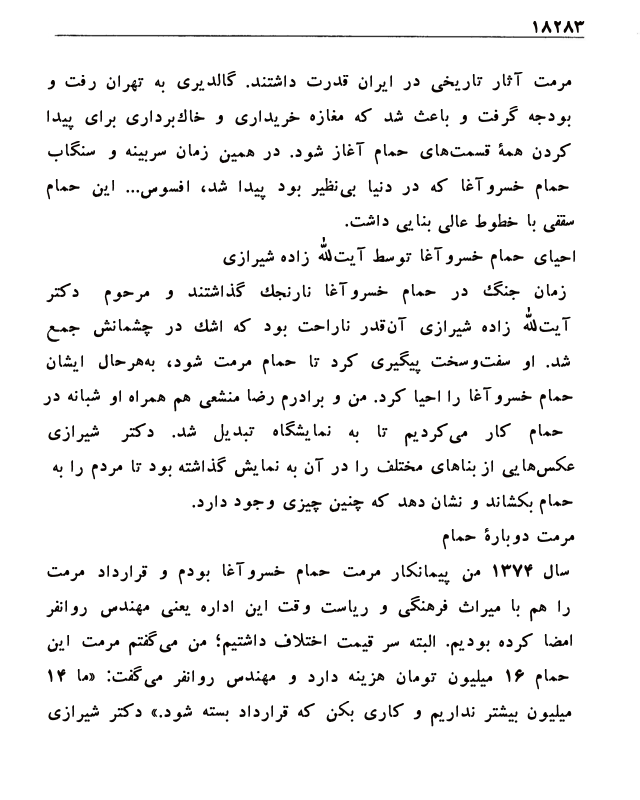 ۱۸۲۸۳
مرمت آثار تاریخی در ایران قدرت داشتند. گالدیری به تهران رفت و
بودجه گرفت و باعث شد که مغازه خریداری و خاك‌برداری برای پیدا
کردن همهٔ قسمت‌های حمام آغاز شود. در همین زمان سربینه و سنگاب
حمام خسروآغا که در دنیا بی‌نظیر بود پیدا شد، افسوس... این حمام
سقفی با خطوط عالی بنایی داشت.
احیای حمام خسروآغا توسط آیت‌الله زاده شیرازی
زمان جنگ در حمام خسروآغا نارنجك گذاشتند و مرحوم دکتر
آیت‌الله زاده شیرازی آن‌قدر ناراحت بود که اشك در چشمانش جمع
شد. او سفت‌وسخت پیگیری کرد تا حمام مرمت شود، به‌هرحال ایشان
حمام خسروآغا را احیا کرد. من و برادرم رضا منشعی هم همراه او شبانه در
حمام کار می‌کردیم تا به نمایشگاه تبدیل شد. دکتر شیرازی
عکس‌هایی از بناهای مختلف را در آن به نمایش گذاشته بود تا مردم را به
حمام بکشاند و نشان دهد که چنین چیزی وجود دارد.
مرمت دوبارهٔ حمام
سال ۱۳۷۴ من پیمانکار مرمت حمام خسروآغا بودم و قرارداد مرمت
را هم با میراث فرهنگی و ریاست وقت این اداره یعنی مهندس روانفر
امضا کرده بودیم. البته سر قیمت اختلاف داشتیم؛ من می‌گفتم مرمت این
حمام ۱۶ میلیون تومان هزینه دارد و مهندس روانفر می‌گفت: «ما ۱۴
میلیون بیشتر نداریم و کاری بکن که قرارداد بسته شود.» دکتر شیرازی